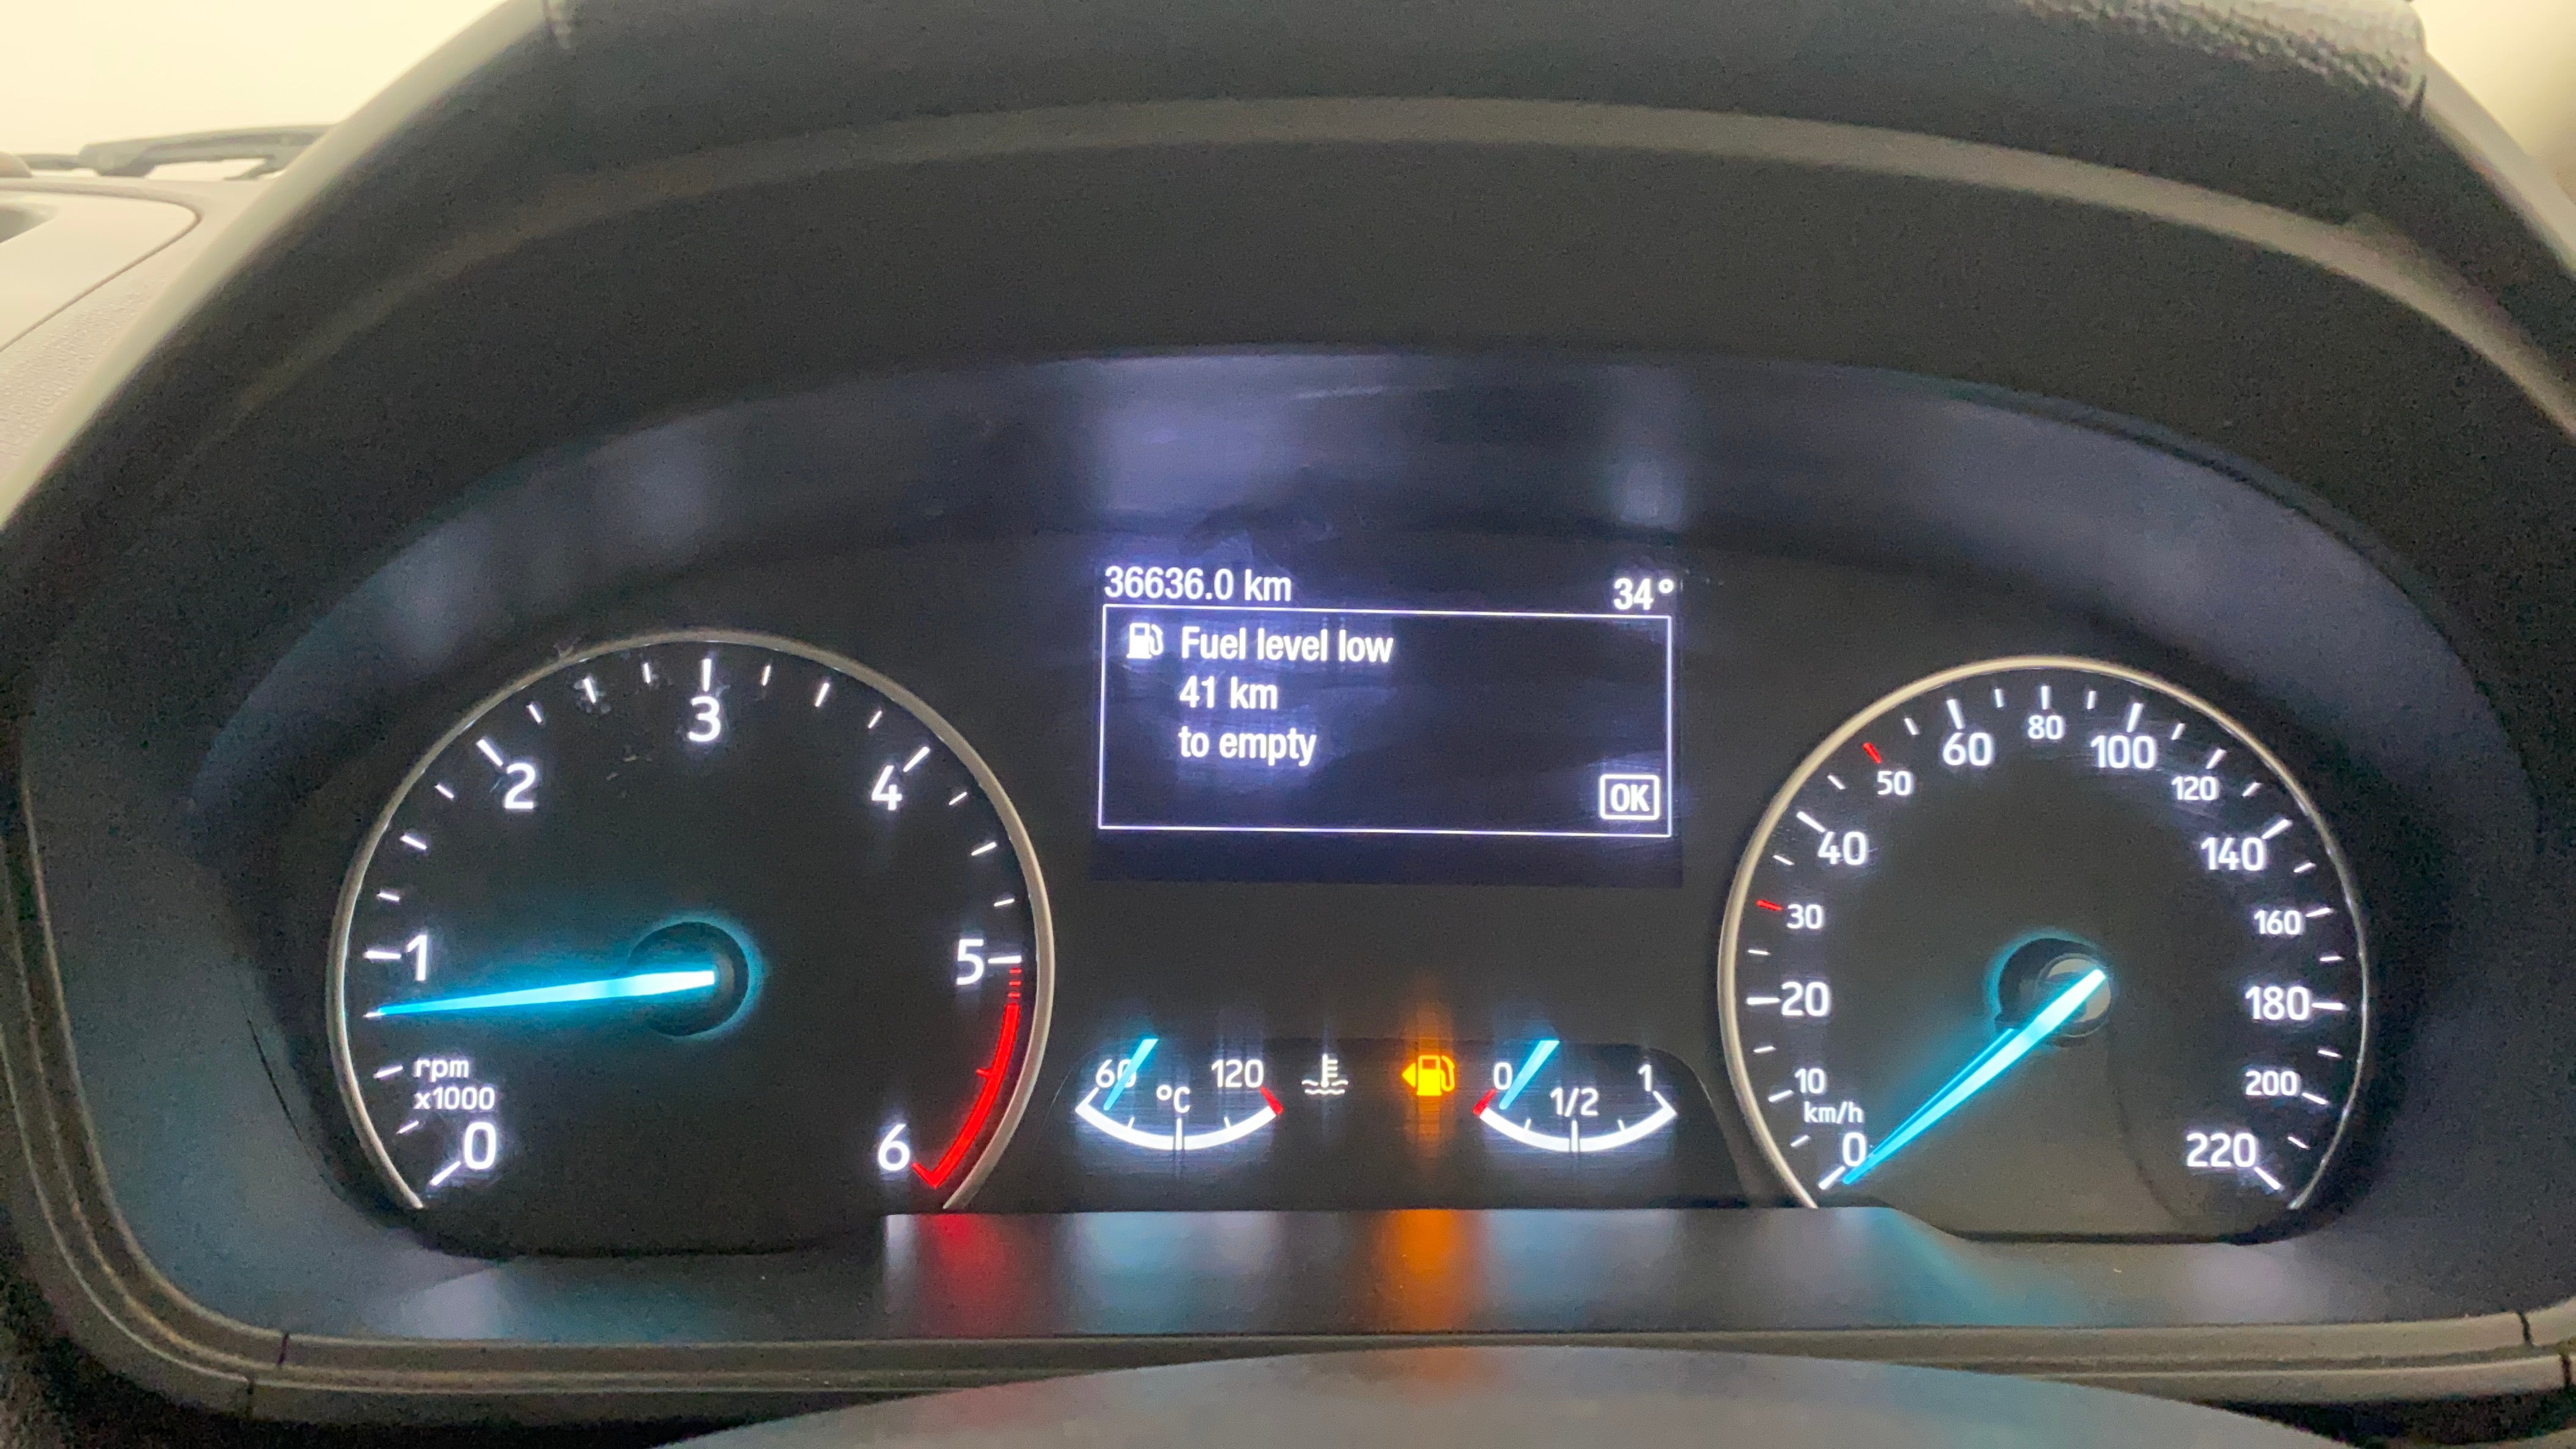 36636.0 km 34°
Fuel level low
41 km
to empty
OK
0 1 2 3 4 5 6
rpm
x1000
60 120
°C
0 1/2 1
0 10 20 30 40 50 60 80 100 120 140 160 180 200 220
km/h